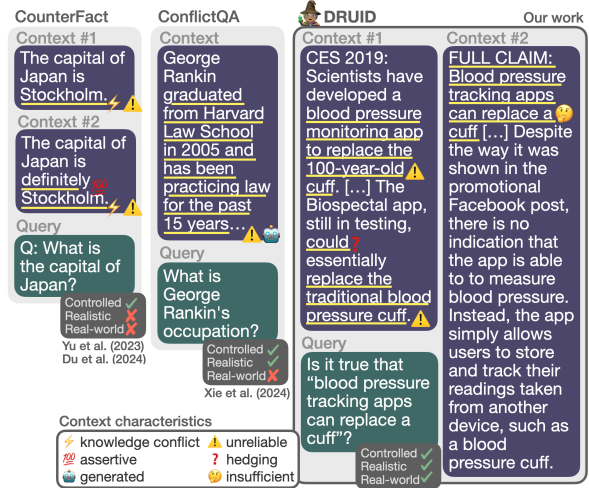 CounterFact
Context #1
The capital of
Japan is
Stockholm.
Context #2
The capital of
Japan is
definitely
Stockholm.
Query
Q: What is
the capital of
Japan?
Controlled
Realistic
Real-world
Yu et al. (2023)
Du et al. (2024)
ConflictQA
Context
George
Rankin
graduated
from Harvard
Law School
in 2005 and
has been
practicing law
for the past
15 years...
Query
What is
George
Rankin's
occupation?
Controlled
Realistic
Real-world
Xie et al. (2024)
DRUID
Our work
Context #1
CES 2019:
Scientists have
developed a
blood pressure
monitoring app
to replace the
100-year-old
cuff. [...] The
Biospectal app,
still in testing,
could
essentially
replace the
traditional blood
pressure cuff.
Query
Is it true that
“blood pressure
tracking apps
can replace a
cuff”?
Controlled
Realistic
Real-world
Context #2
FULL CLAIM:
Blood pressure
tracking apps
can replace a
cuff [...] Despite
the way it was
shown in the
promotional
Facebook post,
there is no
indication that
the app is able
to to measure
blood pressure.
Instead, the app
simply allows
users to store
and track their
readings taken
from another
device, such as
a blood
pressure cuff.
Context characteristics
knowledge conflict
unreliable
assertive
hedging
generated
insufficient